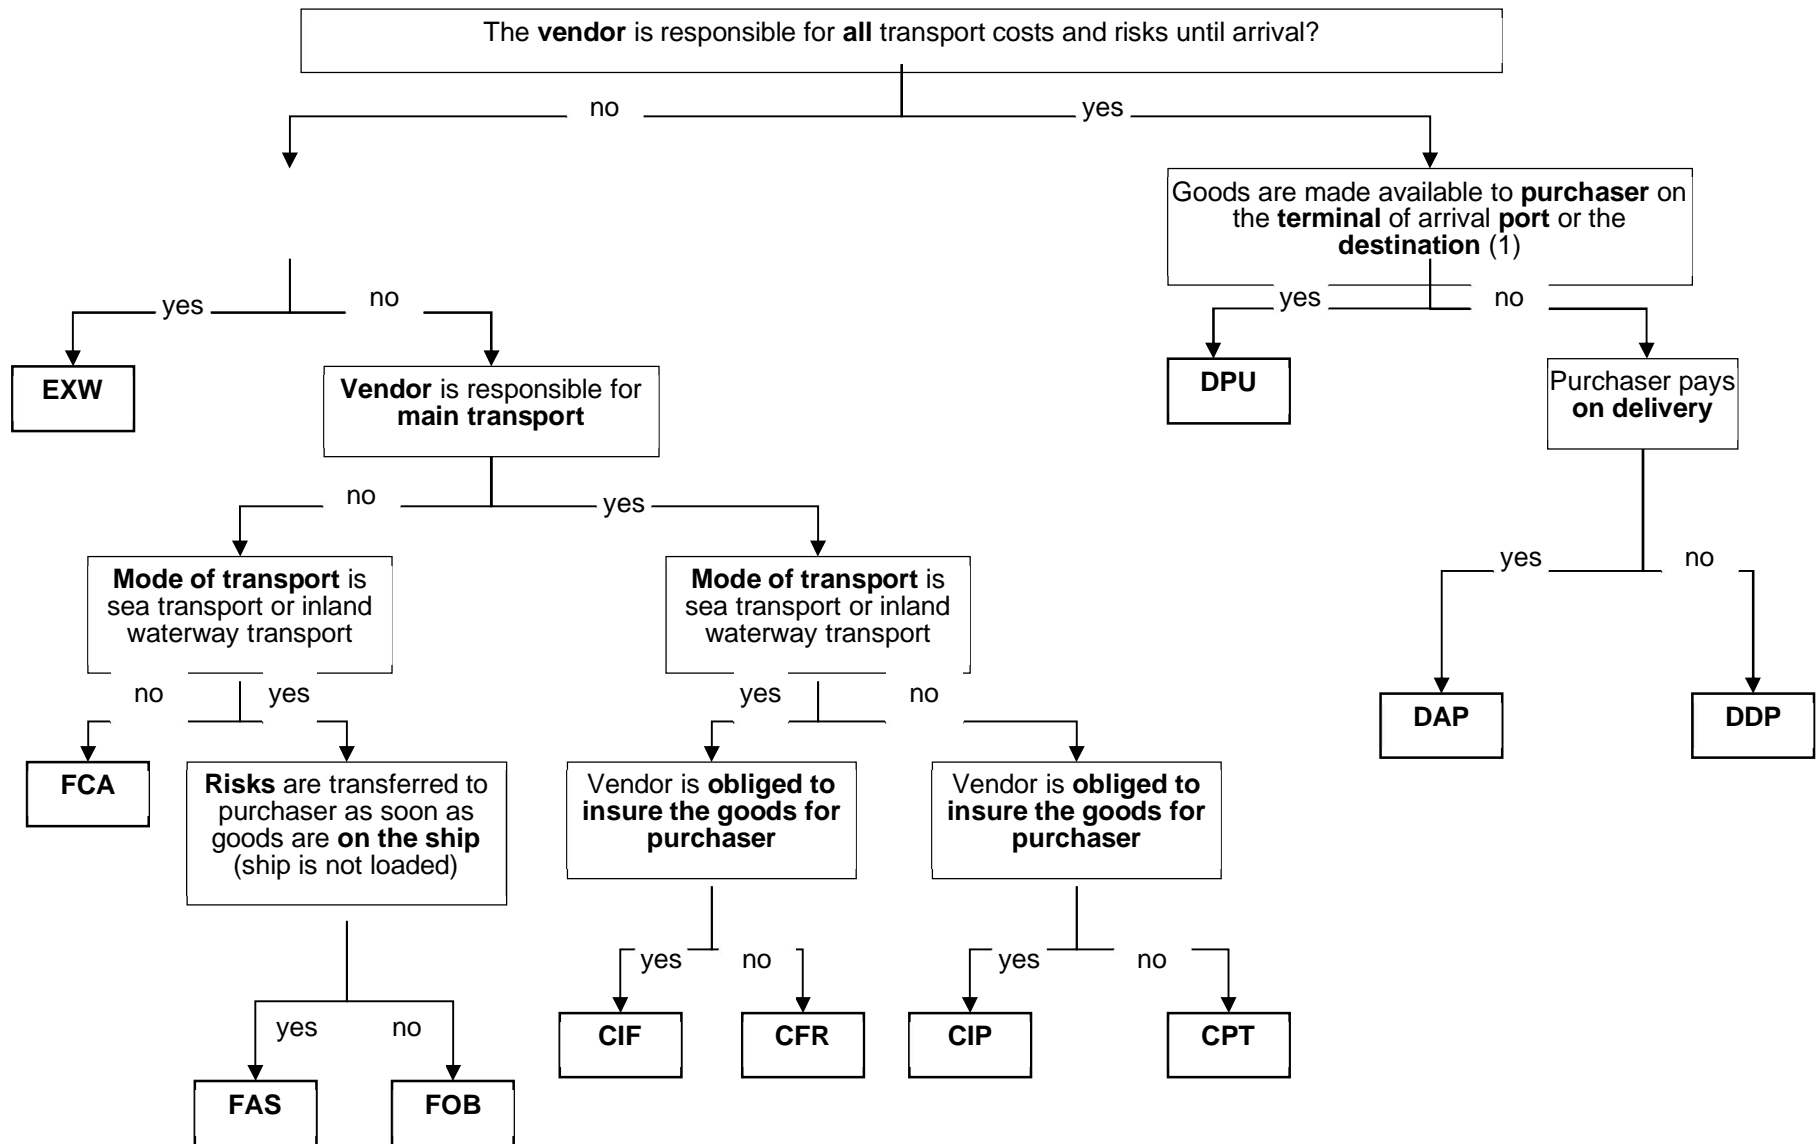 The vendor is responsible for all transport costs and risks until arrival?
no
yes
Goods are made available to purchaser on
the terminal of arrival port or the
destination (1)
yes
no
yes
no
EXW
Vendor is responsible for
main transport
DPU
Purchaser pays
on delivery
no
yes
Mode of transport is
sea transport or inland
waterway transport
Mode of transport is
sea transport or inland
waterway transport
yes
no
no
yes
yes
no
DAP
DDP
FCA
Risks are transferred to
purchaser as soon as
goods are on the ship
(ship is not loaded)
Vendor is obliged to
insure the goods for
purchaser
Vendor is obliged to
insure the goods for
purchaser
yes
no
yes
no
CIF
CFR
CIP
CPT
yes
no
FAS
FOB